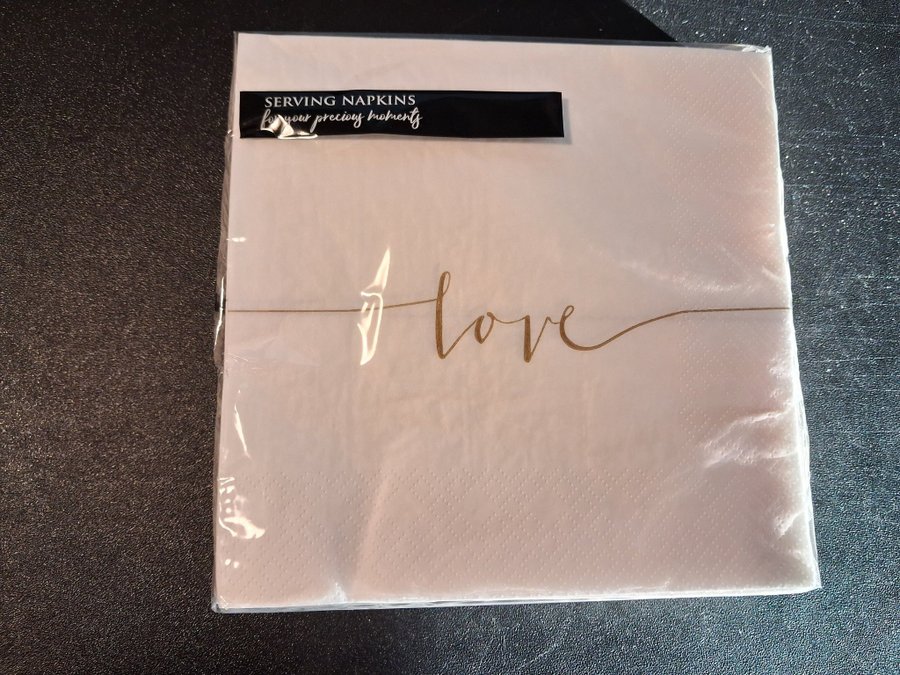 SERVING NAPKINS
for your precious moments
love